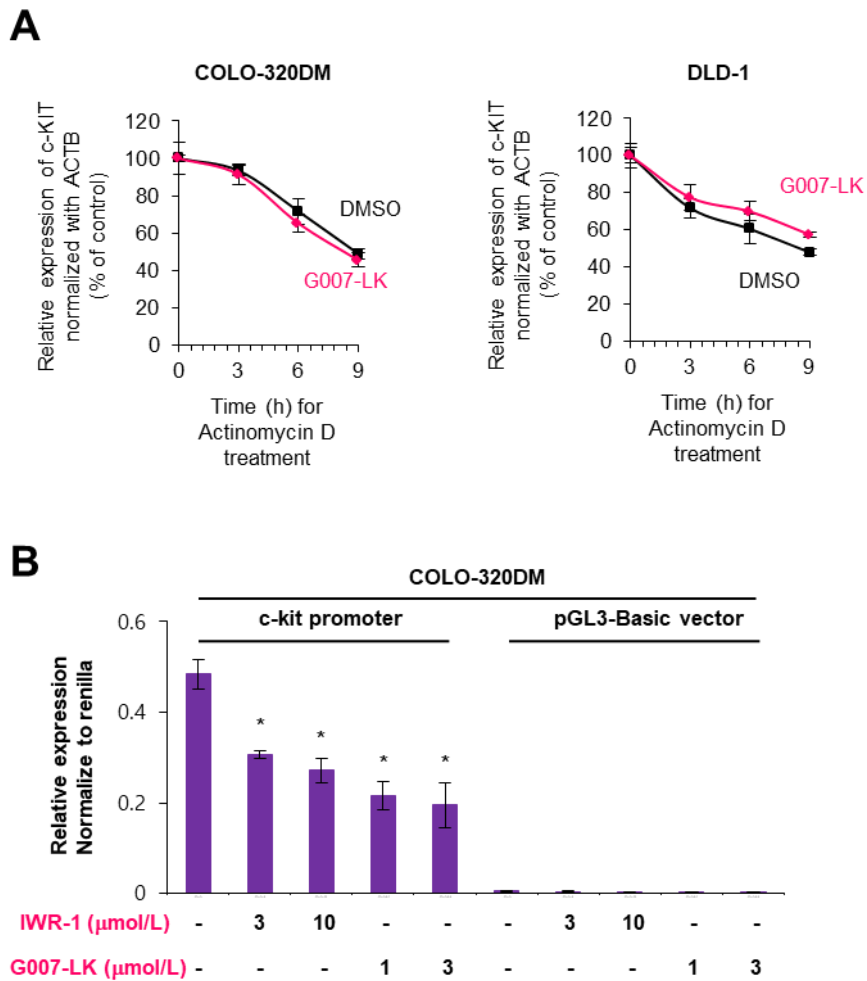 A
COLO-320DM
Relative expression of c-KIT
normalized with ACTB
(% of control)
120
100
80
60
40
20
0
DMSO
G007-LK
0 3 6 9
Time (h) for
Actinomycin D
treatment
DLD-1
Relative expression of c-KIT
normalized with ACTB
(% of control)
120
100
80
60
40
20
0
G007-LK
DMSO
0 3 6 9
Time (h) for
Actinomycin D
treatment
B
COLO-320DM
c-kit promoter pGL3-Basic vector
Relative expression
Normalize to renilla
0.6
0.4
0.2
0
* * * *
IWR-1 (μmol/L) - 3 10 - - - 3 10 - -
G007-LK (μmol/L) - - - 1 3 - - - 1 3